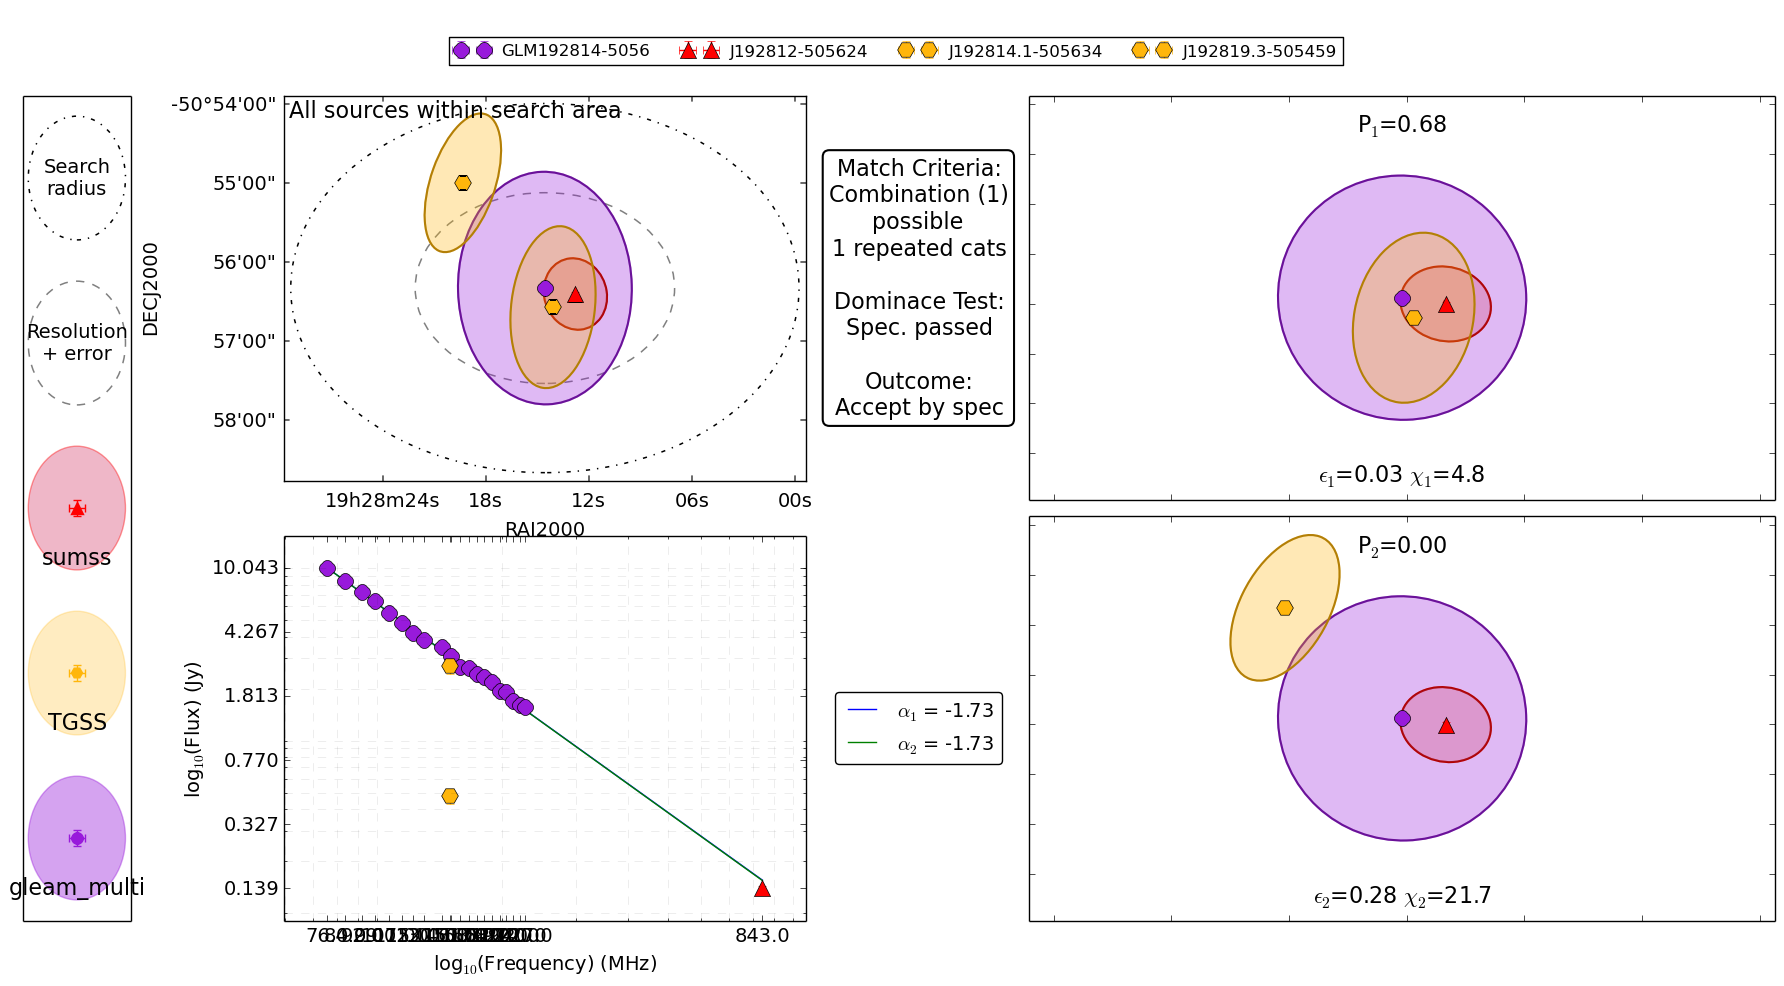 GLM192814-5056
J192812-505624
J192814.1-505634
J192819.3-505459
Search
radius
Resolution
+ error
sumss
TGSS
gleam_multi
All sources within search area
DECJ2000
-50°54'00"
55'00"
56'00"
57'00"
58'00"
19h28m24s
18s
12s
06s
00s
RAJ2000
Match Criteria:
Combination (1)
possible
1 repeated cats
Dominace Test:
Spec. passed
Outcome:
Accept by spec
P₁=0.68
ϵ₁=0.03 χ₁=4.8
P₂=0.00
ϵ₂=0.28 χ₂=21.7
log₁₀(Flux) (Jy)
10.043
4.267
1.813
0.770
0.327
0.139
843.0
log₁₀(Frequency) (MHz)
α₁ = -1.73
α₂ = -1.73